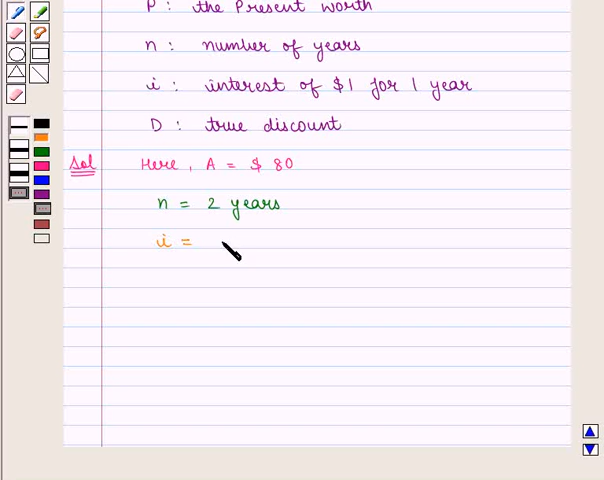 P : the Present worth
n : number of years
i : interest of $1 for 1 year
D : true discount
Sol Here, A = $ 80
n = 2 years
i =